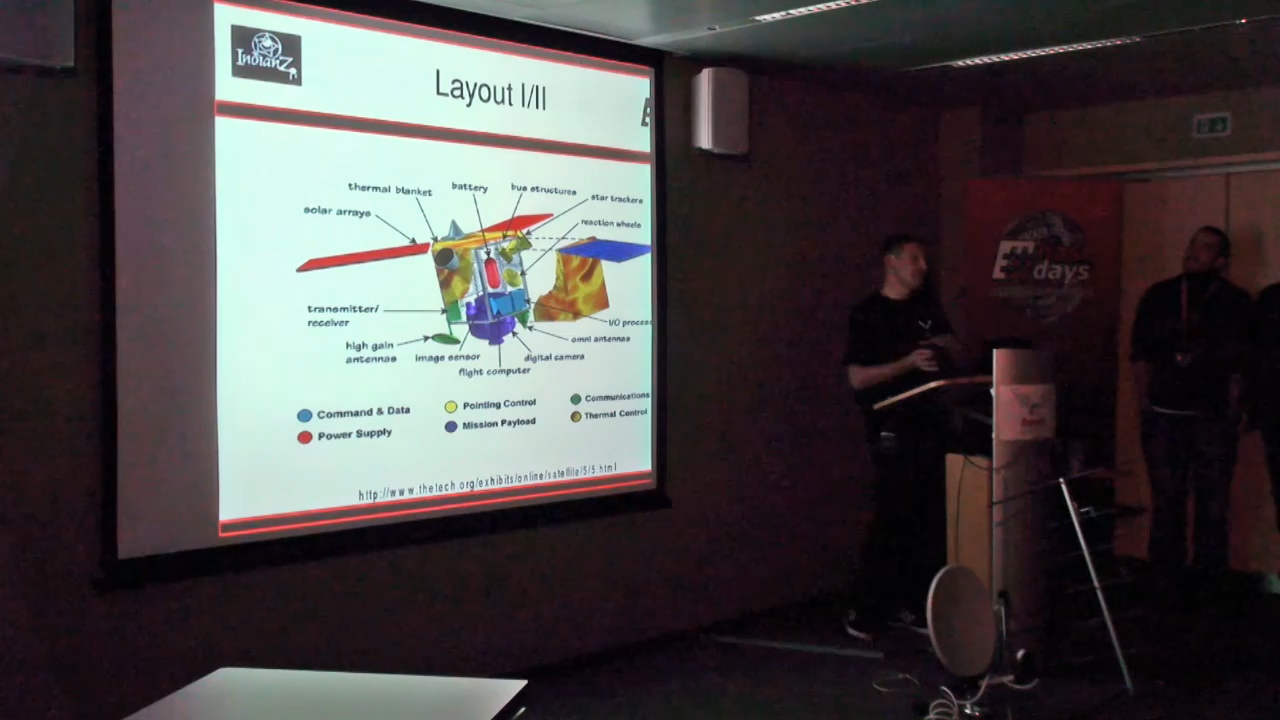 IndianZ
Layout I/II
E
thermal blanket
battery
bus structures
star trackers
solar arrays
reaction wheels
transmitter/
receiver
I/O proces
high gain
antennas
image sensor
omni antennas
digital camera
flight computer
Command & Data
Pointing Control
Communications
Power Supply
Mission Payload
Thermal Control
http://www.thetech.org/exhibits/online/satellite/5/5.html
days